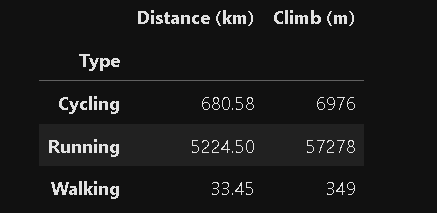 Distance (km) Climb (m)
Type
Cycling 680.58 6976
Running 5224.50 57278
Walking 33.45 349